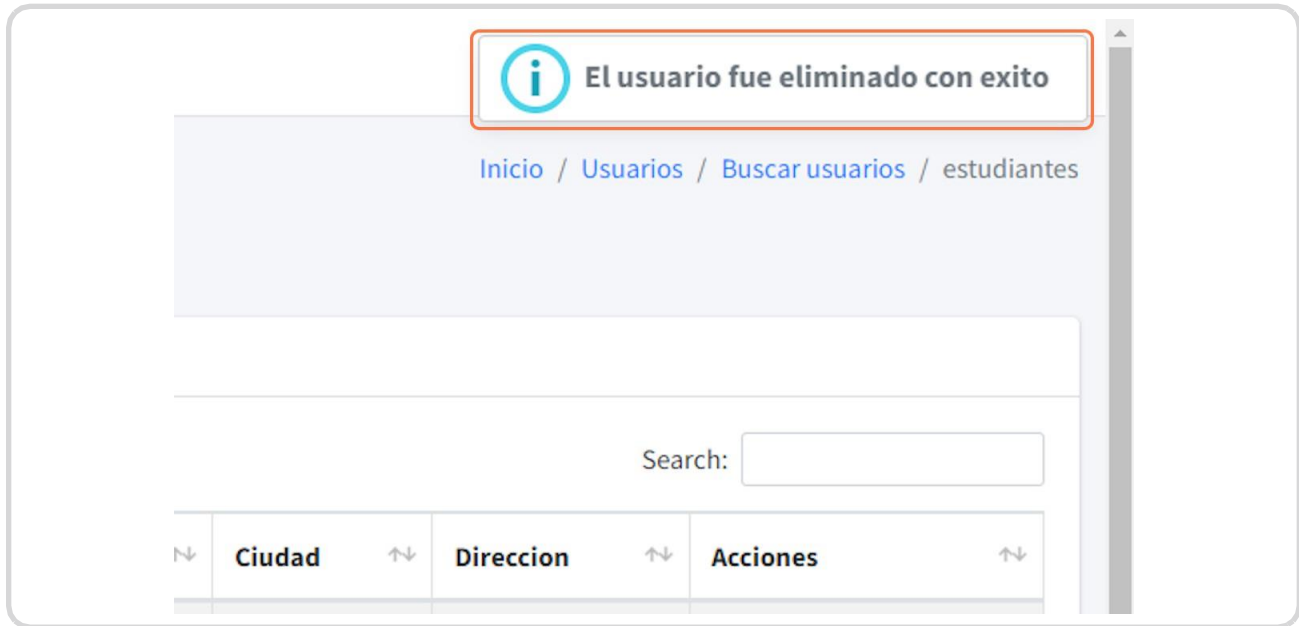 El usuario fue eliminado con exito
Inicio / Usuarios / Buscar usuarios / estudiantes
Search:
Ciudad Direccion Acciones